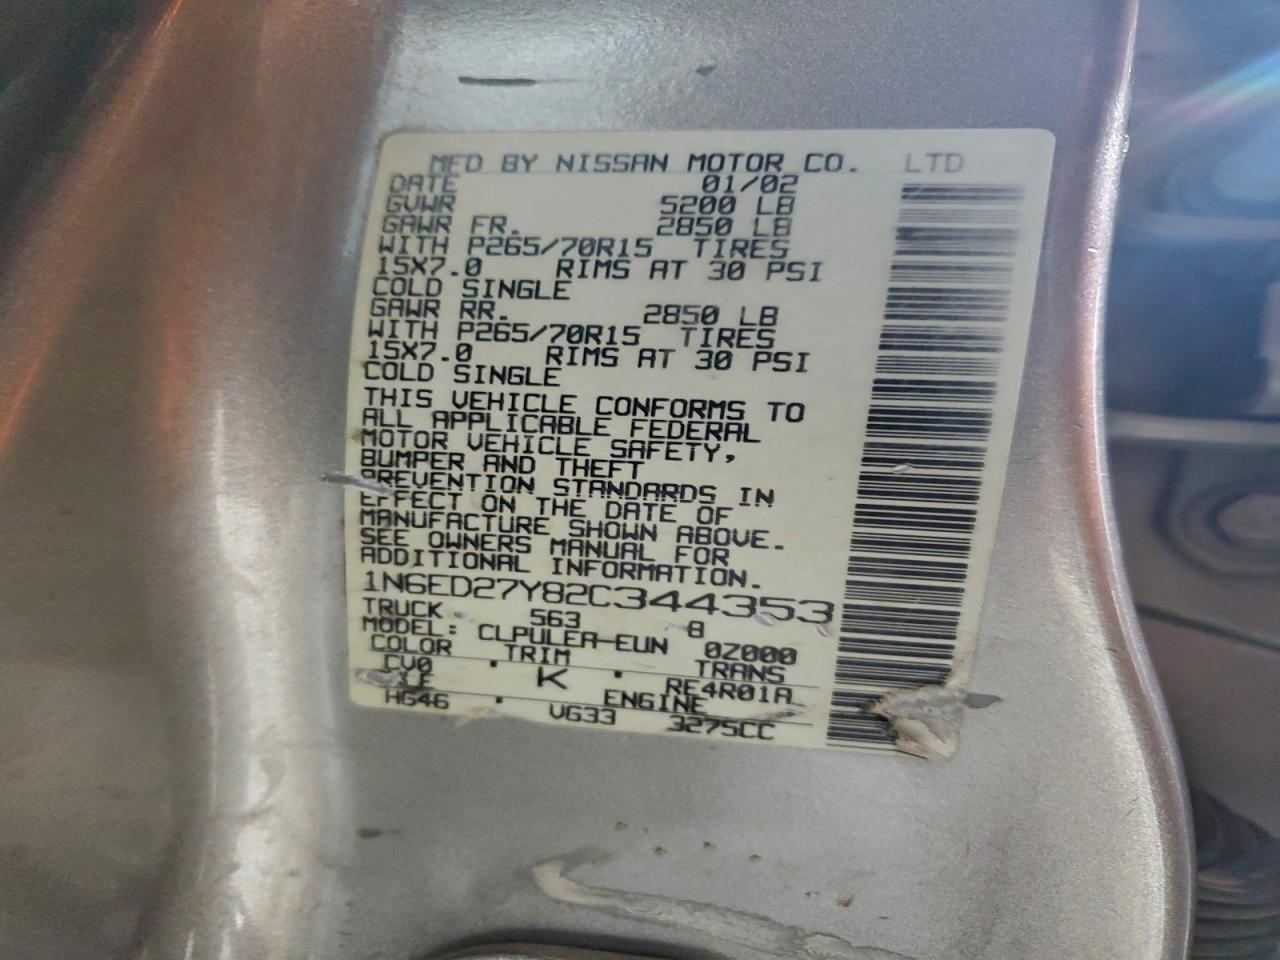 MFD BY NISSAN MOTOR CO. LTD
DATE 01/02
GVWR 5200 LB
GAWR FR. 2850 LB
WITH P265/70R15 TIRES
15X7.0 RIMS AT 30 PSI
COLD SINGLE
GAWR RR. 2850 LB
WITH P265/70R15 TIRES
15X7.0 RIMS AT 30 PSI
COLD SINGLE
THIS VEHICLE CONFORMS TO
ALL APPLICABLE FEDERAL
MOTOR VEHICLE SAFETY,
BUMPER AND THEFT
PREVENTION STANDARDS IN
EFFECT ON THE DATE OF
MANUFACTURE SHOWN ABOVE.
SEE OWNERS MANUAL FOR
ADDITIONAL INFORMATION.
1N6ED27Y82C344353
TRUCK 563 8
MODEL: CLPULEA-EUN 0Z000
COLOR TRIM TRANS
CV0 K RE4R01A
ENGINE
HG46 VG33 3275CC